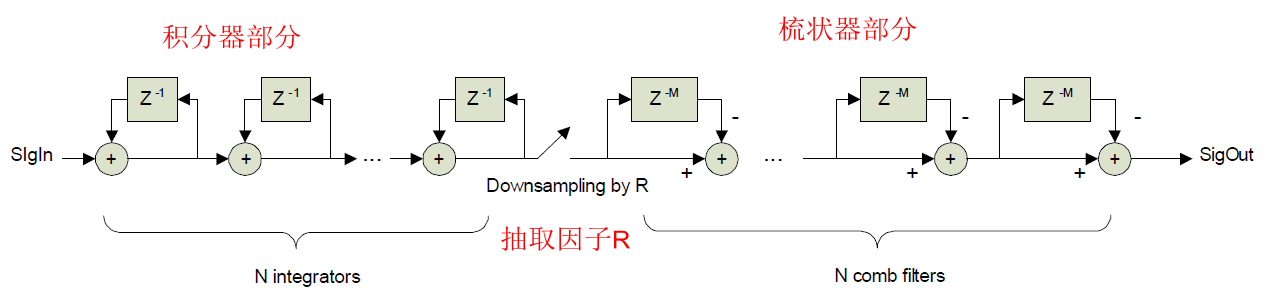 积分器部分
梳状器部分
Z -1
Z -1
Z -1
Z -M
Z -M
Z -M
-
-
-
SIgIn
+
+
...
+
+
+
...
+
+
+
+
SigOut
Downsampling by R
抽取因子R
N integrators
N comb filters